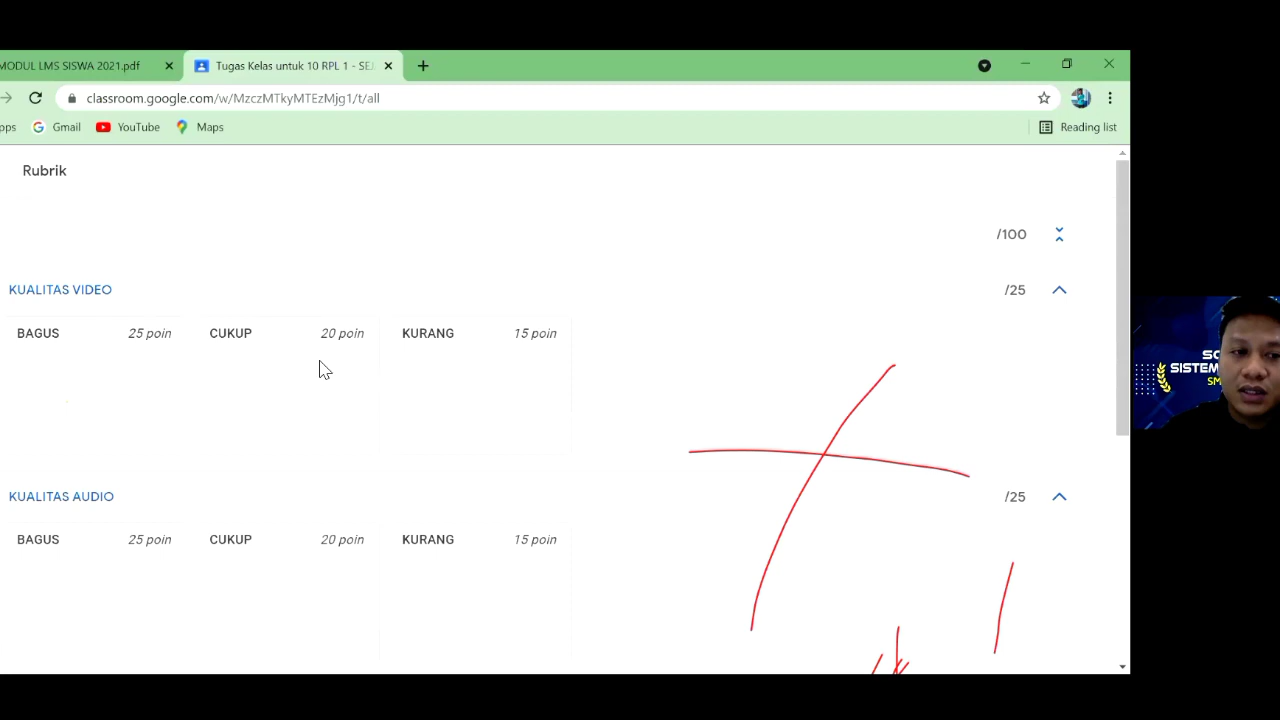 MODUL LMS SISWA 2021.pdf
Tugas Kelas untuk 10 RPL 1 - SEJ
classroom.google.com/w/MzczMTkyMTEzMjg1/t/all
Gmail YouTube Maps Reading list
Rubrik
/100
KUALITAS VIDEO /25
BAGUS 25 poin CUKUP 20 poin KURANG 15 poin
KUALITAS AUDIO /25
BAGUS 25 poin CUKUP 20 poin KURANG 15 poin
SISTEM